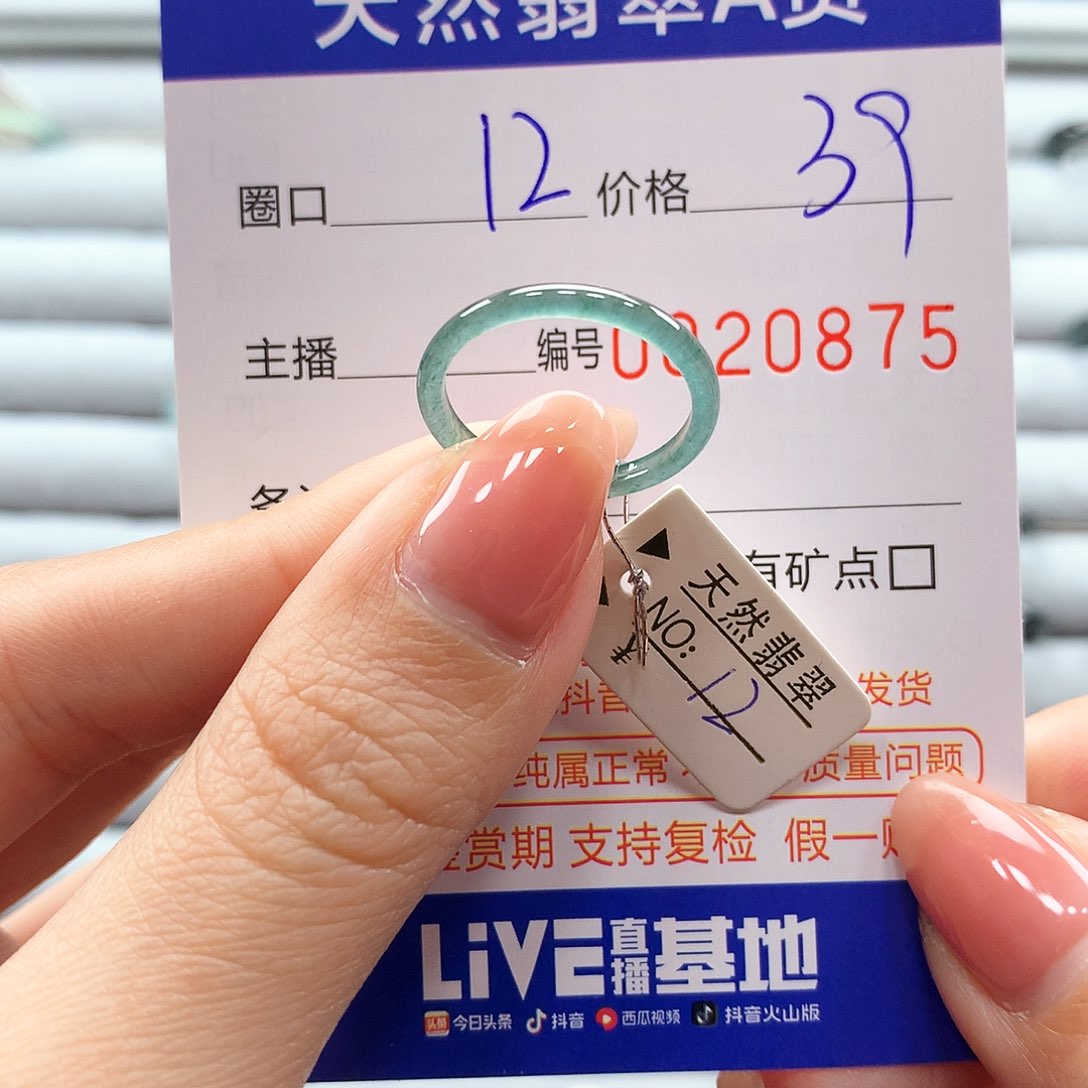 天然翡翠A货
圈口 12 价格 39
主播 编号 0020875
有矿点□
天然翡翠
NO: 12
¥
抖音 发货
纯属正常 质量问题
赏期 支持复检 假一
LiVE直播基地
头条 今日头条 抖音 西瓜视频 抖音火山版